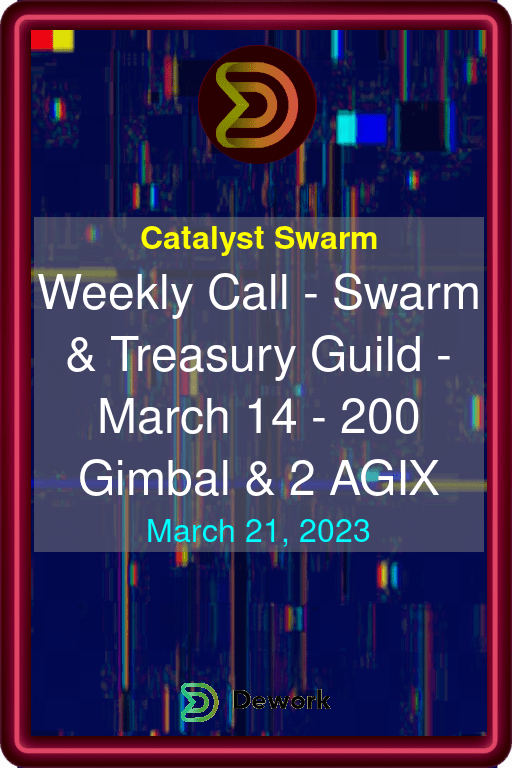 Catalyst Swarm
Weekly Call - Swarm
& Treasury Guild -
March 14 - 200
Gimbal & 2 AGIX
March 21, 2023
Dework